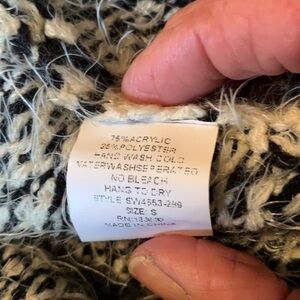 75%ACRYLIC
25%POLYESTER
HAND WASH COLD
WATERWASHSEPERATED
NO BLEACH
HANG TO DRY
STYLE SW4553-299
SIZE: S
MADE IN CHINA